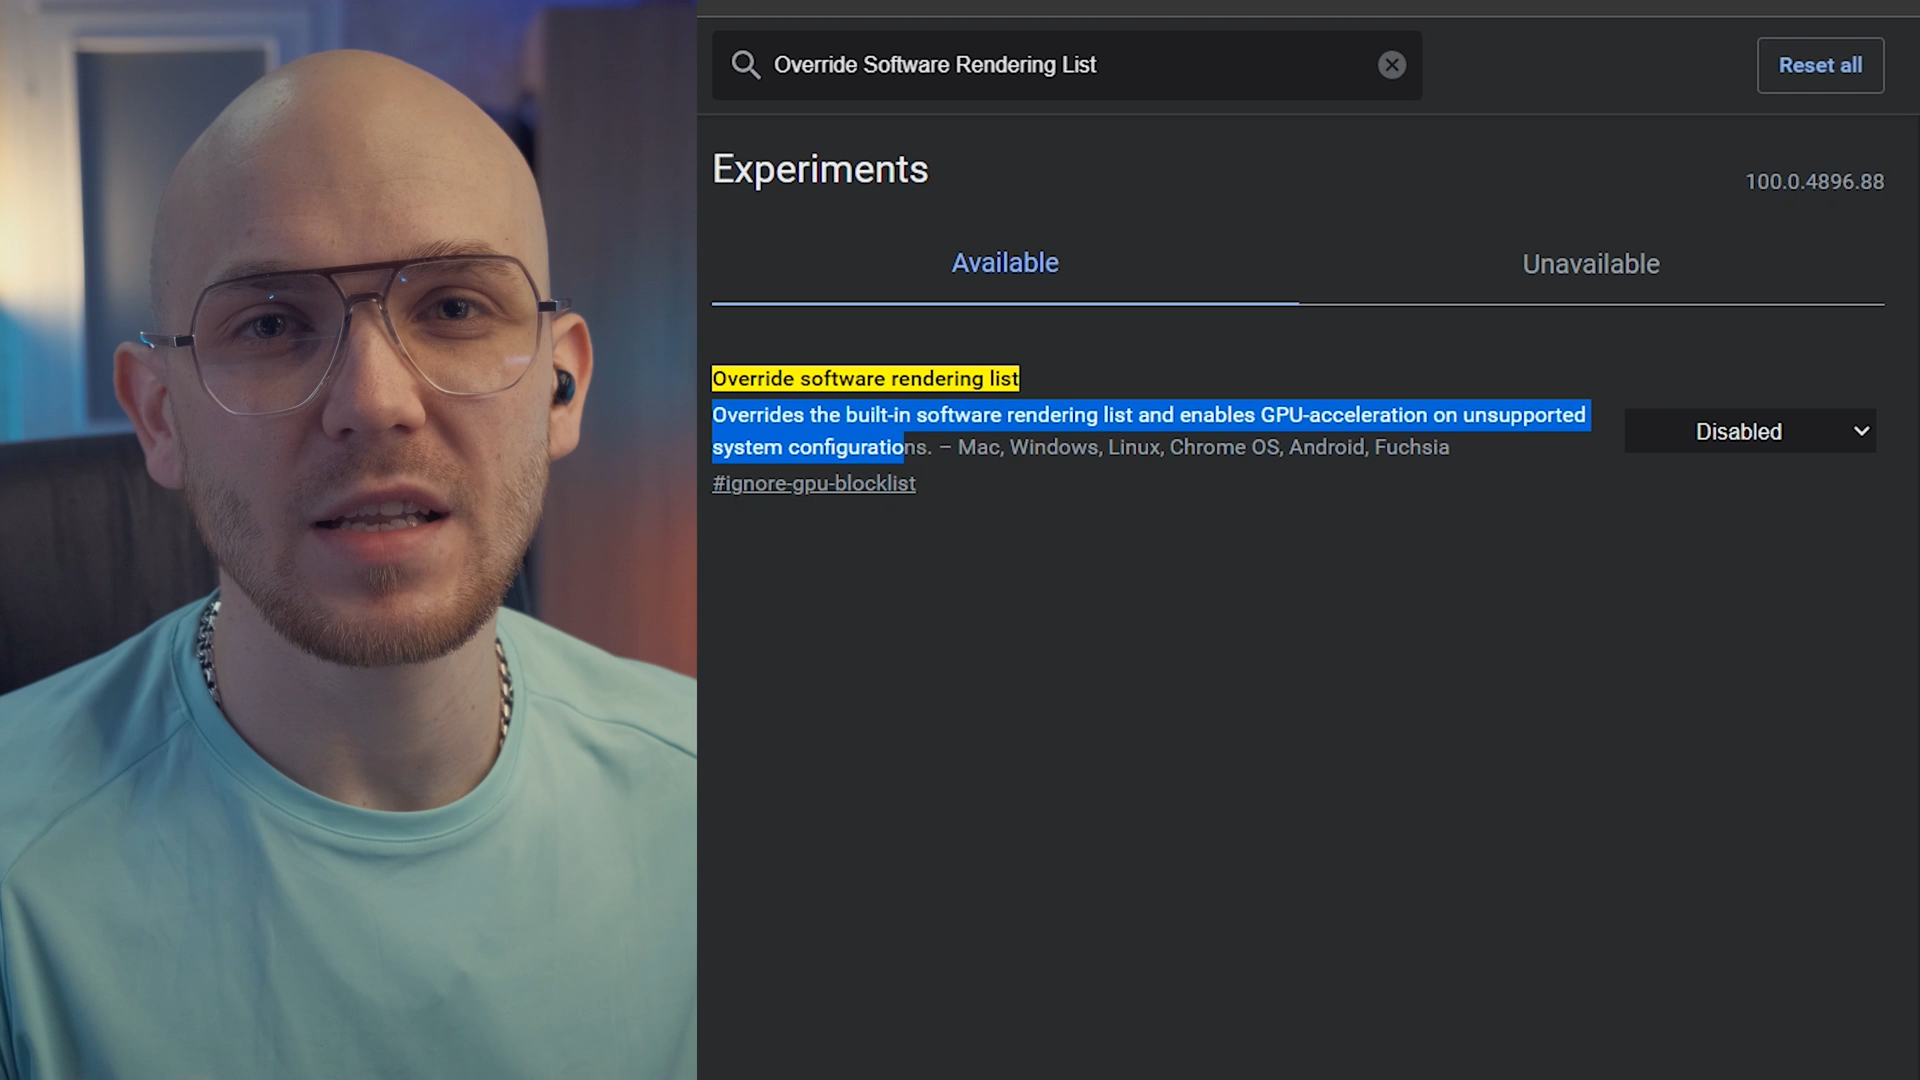 Override Software Rendering List
Reset all
Experiments
100.0.4896.88
Available
Unavailable
Override software rendering list
Overrides the built-in software rendering list and enables GPU-acceleration on unsupported
system configurations. – Mac, Windows, Linux, Chrome OS, Android, Fuchsia
Disabled
#ignore-gpu-blocklist